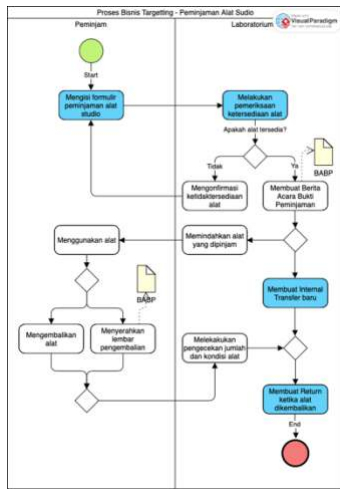 Proses Bisnis Targetting - Peminjaman Alat Sudio
VisualParadigm
Peminjam
Laboratorium
Start
Mengisi formulir
peminjaman alat
studio
Melakukan
pemeriksaan
ketersediaan alat
Apakah alat tersedia?
Tidak
Ya
BABP
Mengonfirmasi
ketidaktersediaan
alat
Membuat Berita
Acara Bukti
Peminjaman
Menggunakan alat
Memindahkan alat
yang dipinjam
BABP
Membuat Internal
Transfer baru
Mengembalikan
alat
Menyerahkan
lembar
pengembalian
Melekakukan
pengecekan jumlah
dan kondisi alat
Membuat Return
ketika alat
dikembalikan
End